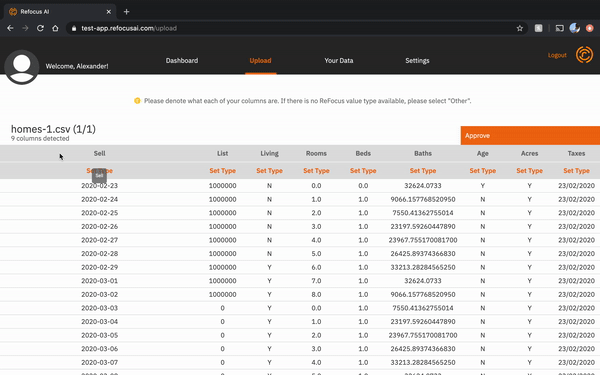 Refocus AI
test-app.refocusai.com/upload
Welcome, Alexander!
Dashboard Upload Your Data Settings
Logout
Please denote what each of your columns are. If there is no ReFocus value type available, please select "Other".
homes-1.csv (1/1)
9 columns detected
Approve
Sell List Living Rooms Beds Baths Age Acres Taxes
Set Type Set Type Set Type Set Type Set Type Set Type Set Type Set Type
Sell
2020-02-23 1000000 N 0.0 0.0 32624.0733 Y Y 23/02/2020
2020-02-24 1000000 N 1.0 1.0 9066.157768520950 N N 23/02/2020
2020-02-25 1000000 N 2.0 1.0 7550.41362755014 N N 23/02/2020
2020-02-26 1000000 N 3.0 1.0 23197.59260447890 N N 23/02/2020
2020-02-27 1000000 N 4.0 1.0 23967.755170081700 N N 23/02/2020
2020-02-28 1000000 N 5.0 1.0 26425.89374366830 N N 23/02/2020
2020-02-29 1000000 Y 6.0 1.0 33213.28284565250 N Y 23/02/2020
2020-03-01 1000000 Y 7.0 1.0 32624.0733 N Y 23/02/2020
2020-03-02 1000000 Y 8.0 1.0 9066.157768520950 N Y 23/02/2020
2020-03-03 0 Y 0.0 1.0 7550.41362755014 N Y 23/02/2020
2020-03-04 0 Y 1.0 1.0 23197.59260447890 N Y 23/02/2020
2020-03-05 0 Y 2.0 1.0 23967.755170081700 N Y 23/02/2020
2020-03-06 0 Y 3.0 1.0 26425.89374366830 N Y 23/02/2020
2020-03-07 0 Y 4.0 1.0 33213.28284565250 N Y 23/02/2020